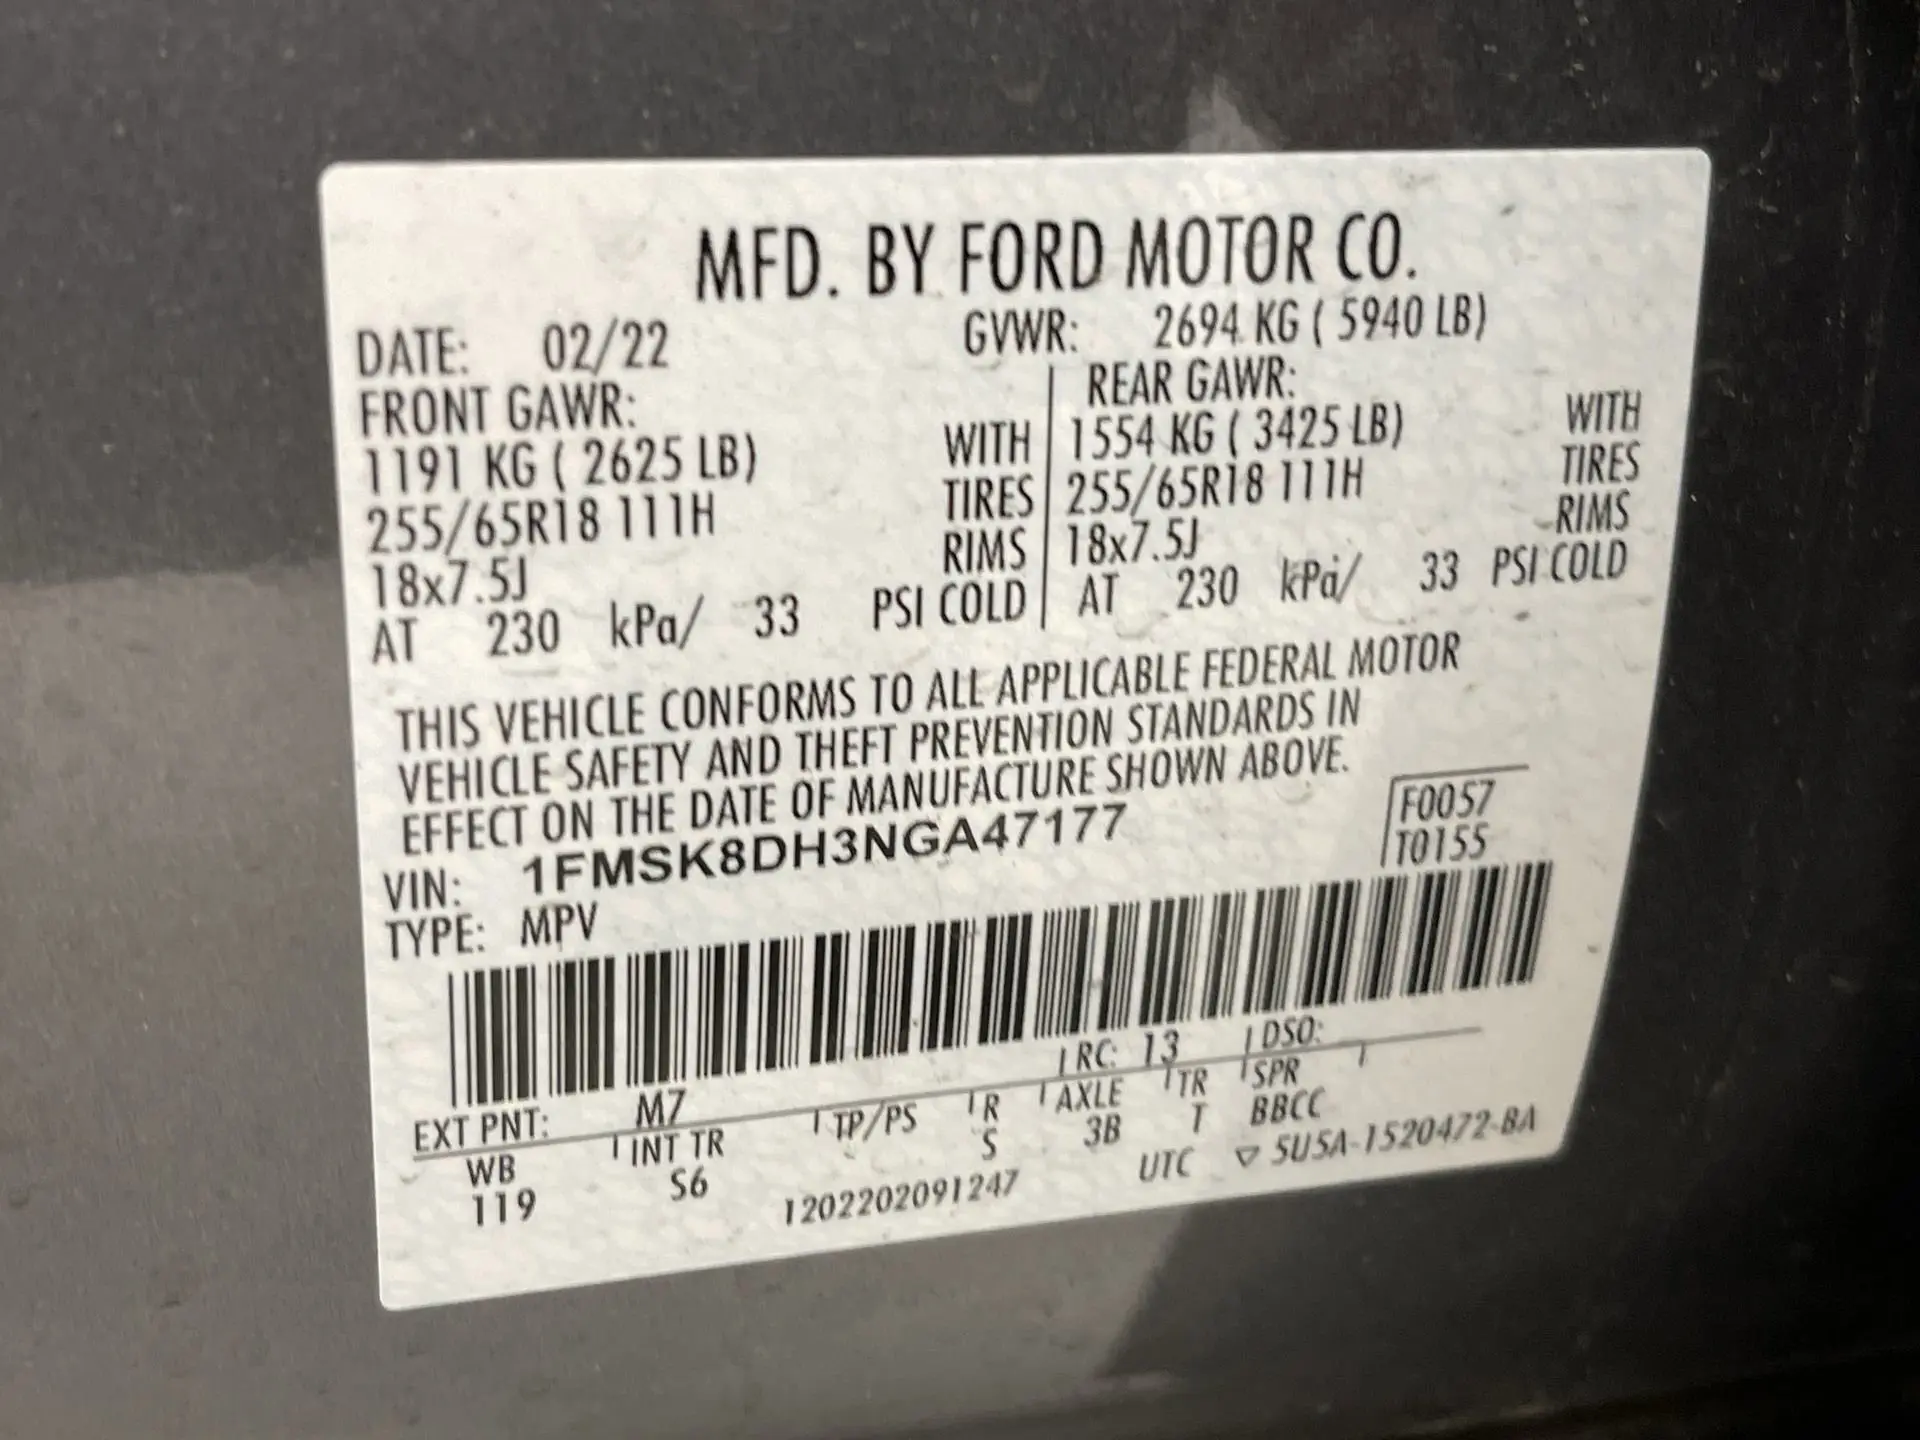 MFD. BY FORD MOTOR CO.
DATE: 02/22 GVWR: 2694 KG ( 5940 LB)
FRONT GAWR: REAR GAWR:
1191 KG ( 2625 LB) WITH 1554 KG ( 3425 LB) WITH
255/65R18 111H TIRES 255/65R18 111H TIRES
18x7.5J RIMS 18x7.5J RIMS
AT 230 kPa/ 33 PSI COLD AT 230 kPa/ 33 PSI COLD
THIS VEHICLE CONFORMS TO ALL APPLICABLE FEDERAL MOTOR
VEHICLE SAFETY AND THEFT PREVENTION STANDARDS IN
EFFECT ON THE DATE OF MANUFACTURE SHOWN ABOVE.
F0057
VIN: 1FMSK8DH3NGA47177 T0155
TYPE: MPV
EXT PNT: M7 RC: 13 DSO:
WB INT TR TP/PS R AXLE TR SPR
119 S6 S 3B T BBCC
1202202091247 UTC ▽ 5U5A-1520472-BA